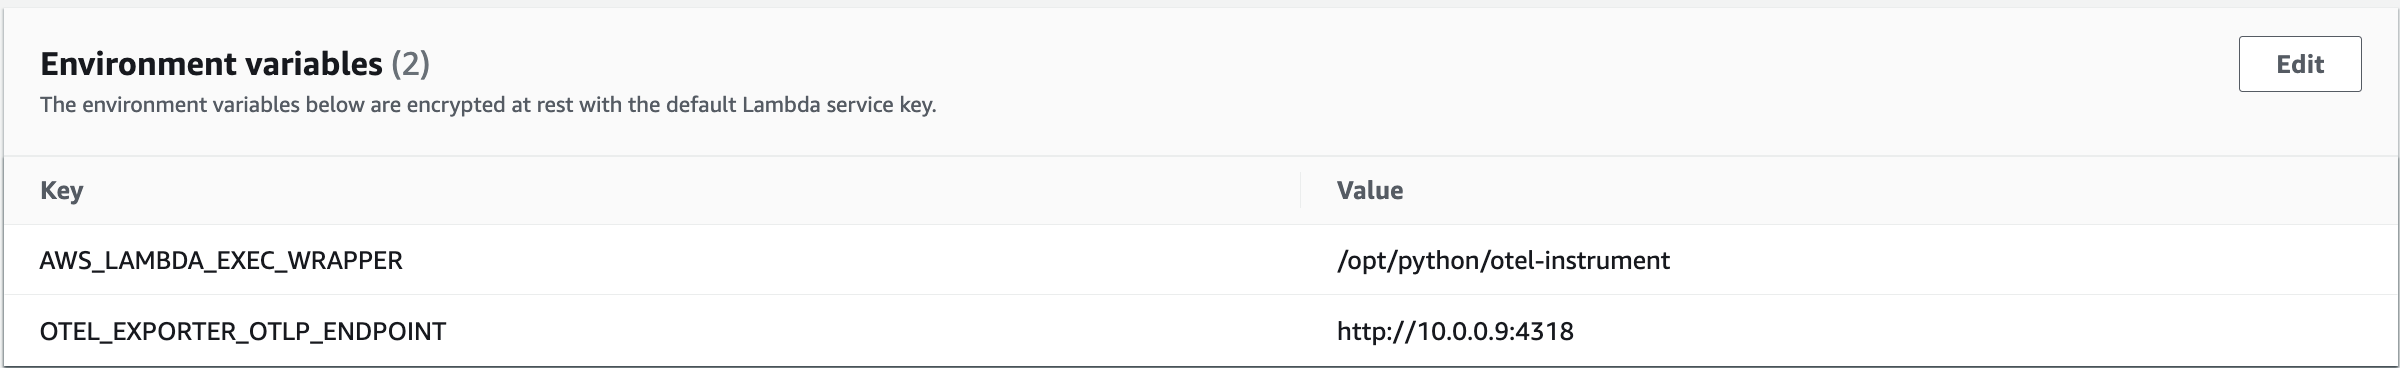 Environment variables (2)
Edit
The environment variables below are encrypted at rest with the default Lambda service key.
Key Value
AWS_LAMBDA_EXEC_WRAPPER /opt/python/otel-instrument
OTEL_EXPORTER_OTLP_ENDPOINT http://10.0.0.9:4318